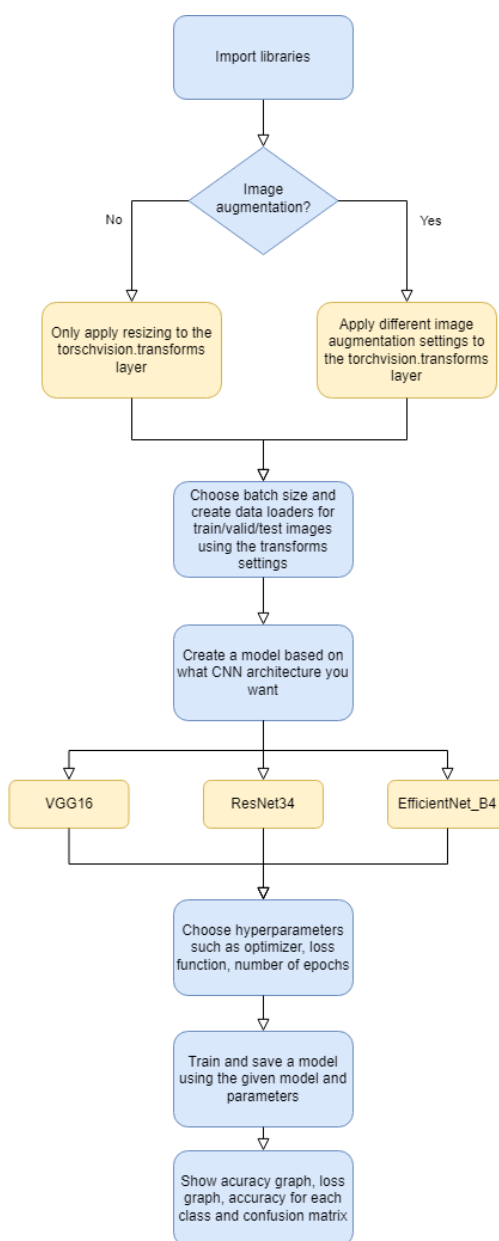 Import libraries
Image
augmentation?
No
Yes
Only apply resizing to the
torschvision.transforms
layer
Apply different image
augmentation settings to
the torchvision.transforms
layer
Choose batch size and
create data loaders for
train/valid/test images
using the transforms
settings
Create a model based on
what CNN architecture you
want
VGG16
ResNet34
EfficientNet_B4
Choose hyperparameters
such as optimizer, loss
function, number of epochs
Train and save a model
using the given model and
parameters
Show acuracy graph, loss
graph, accuracy for each
class and confusion matrix